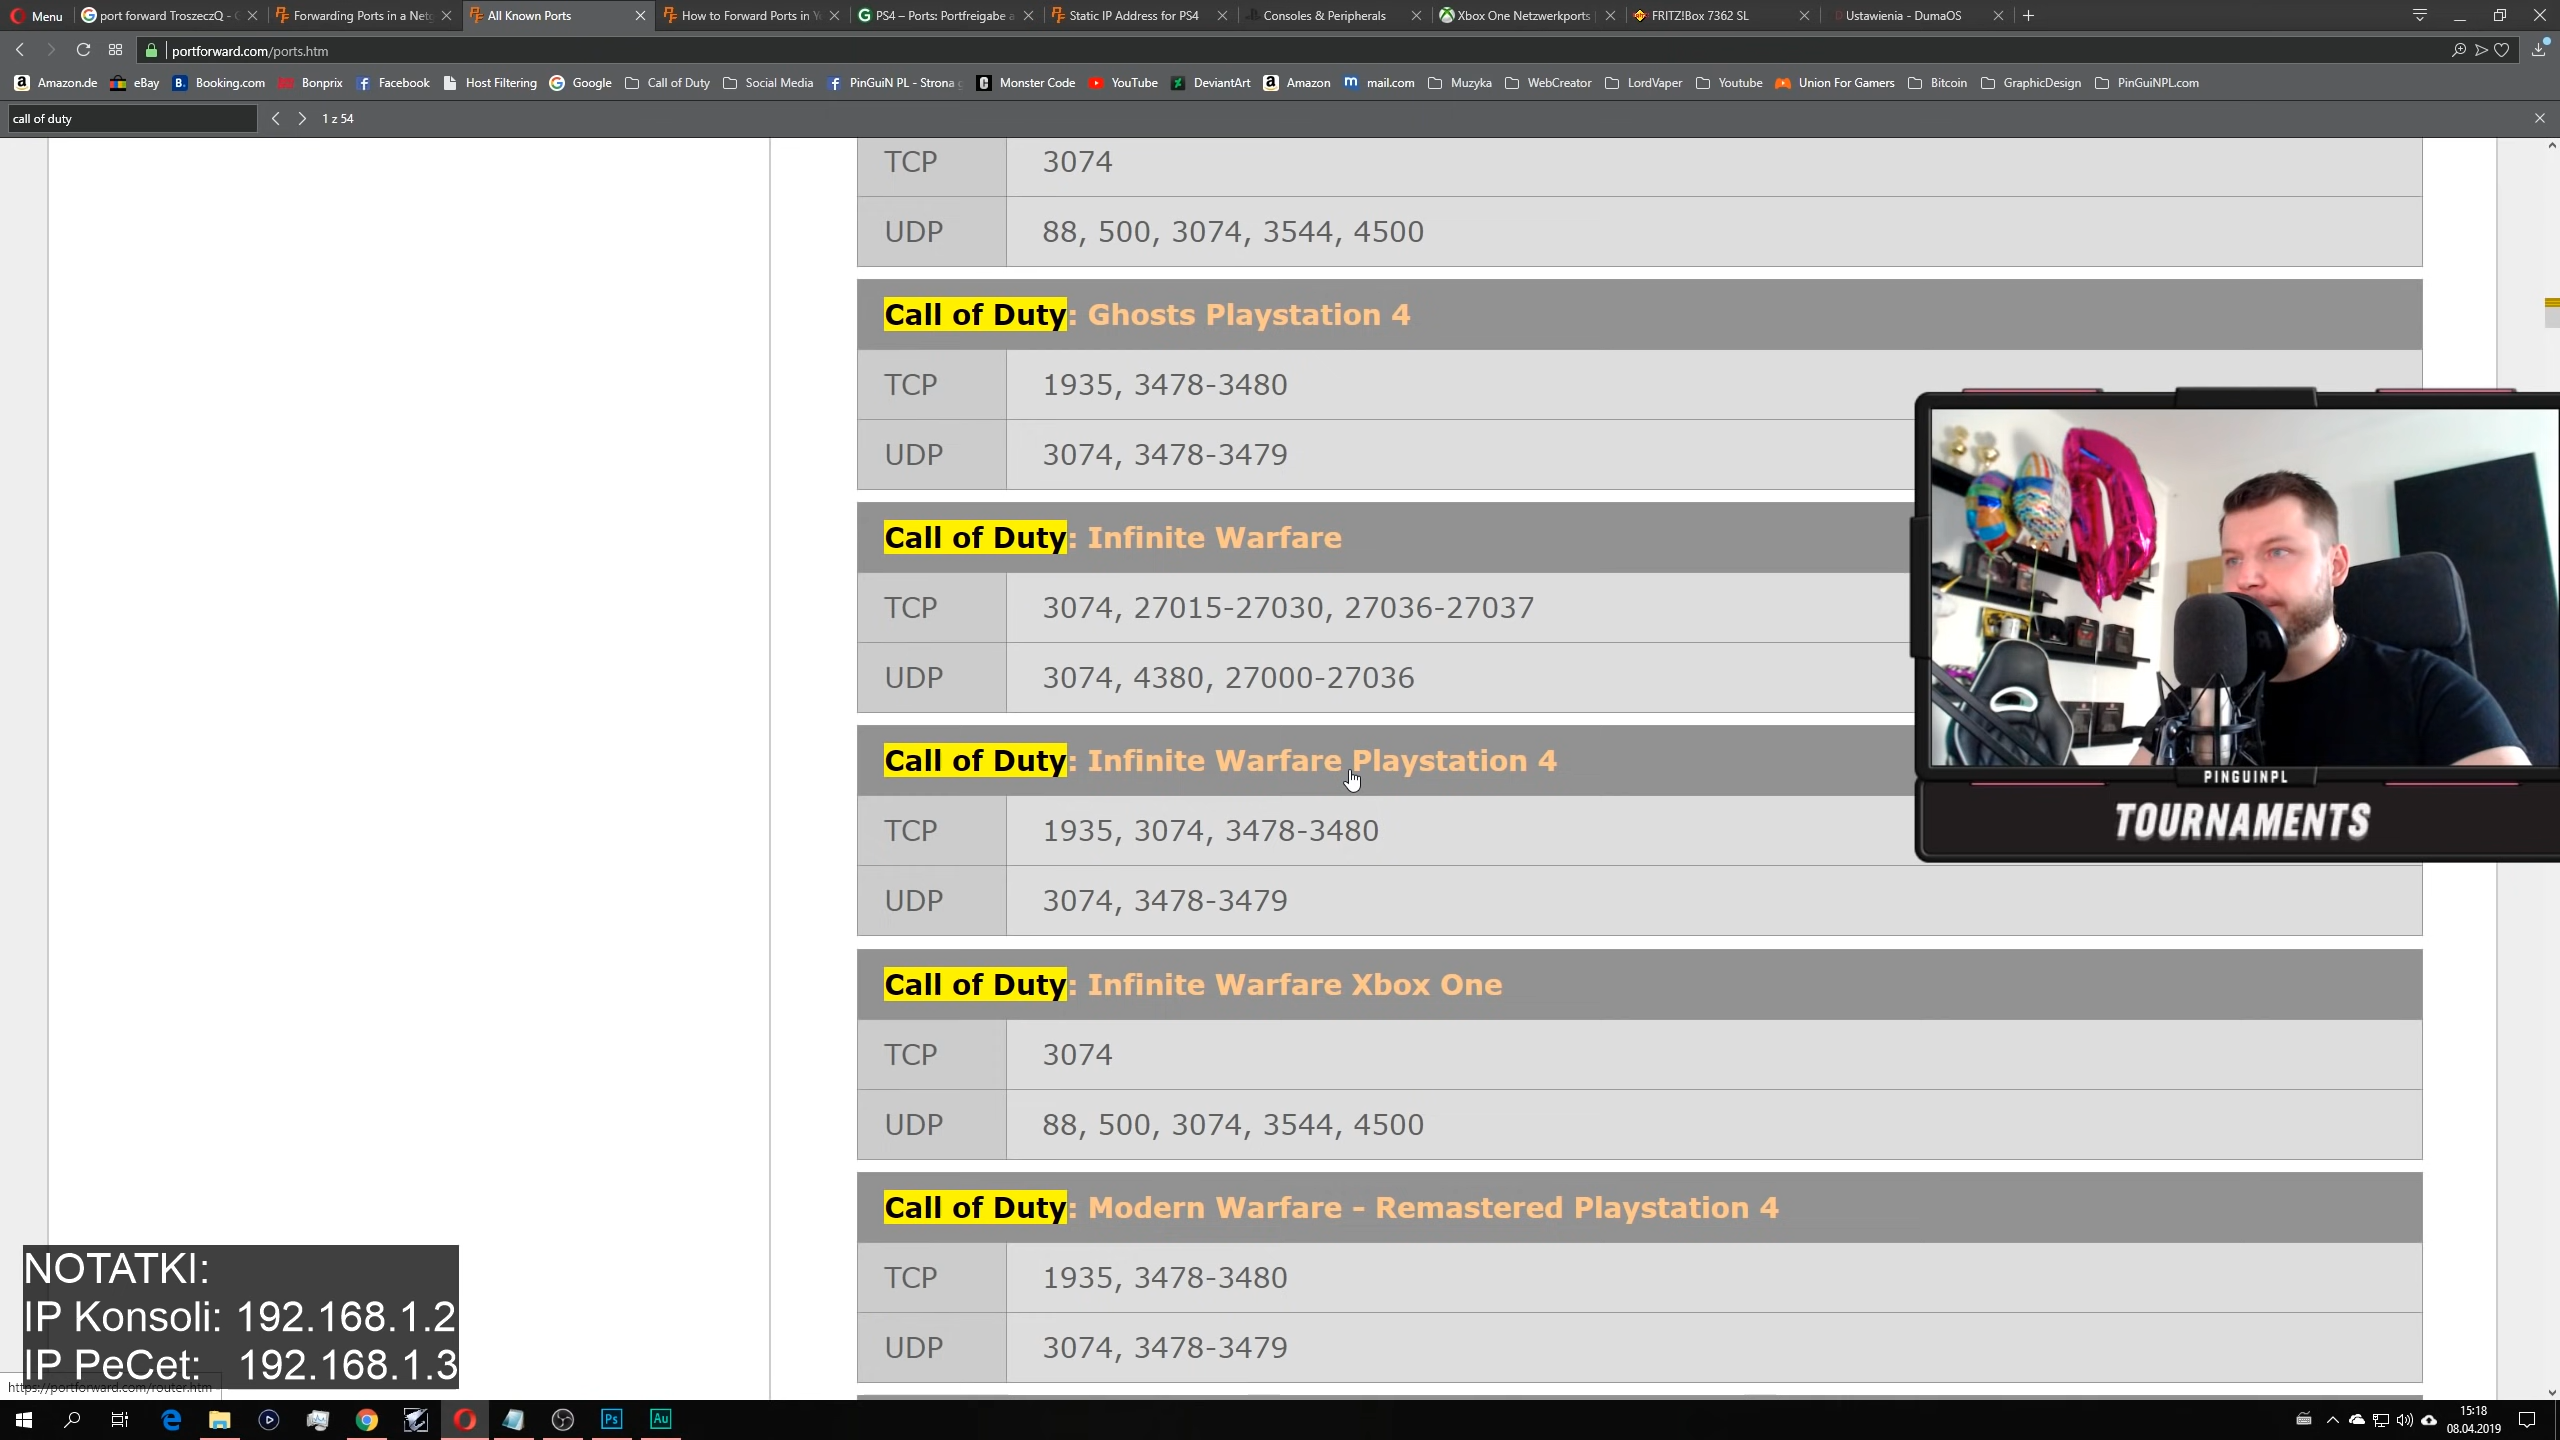 Menu
port forward TroszeczQ -
Forwarding Ports in a Netg
All Known Ports
How to Forward Ports in Y
PS4 – Ports: Portfreigabe a
Static IP Address for PS4
Consoles & Peripherals
Xbox One Netzwerkports
FRITZ!Box 7362 SL
Ustawienia - DumaOS
portforward.com/ports.htm
Amazon.de
eBay
Booking.com
Bonprix
Facebook
Host Filtering
Google
Call of Duty
Social Media
PinGuiN PL - Strona g
Monster Code
YouTube
DeviantArt
Amazon
mail.com
Muzyka
WebCreator
LordVaper
Youtube
Union For Gamers
Bitcoin
GraphicDesign
PinGuiNPL.com
call of duty
1 z 54
TCP 3074
UDP 88, 500, 3074, 3544, 4500
Call of Duty: Ghosts Playstation 4
TCP 1935, 3478-3480
UDP 3074, 3478-3479
Call of Duty: Infinite Warfare
TCP 3074, 27015-27030, 27036-27037
UDP 3074, 4380, 27000-27036
Call of Duty: Infinite Warfare Playstation 4
TCP 1935, 3074, 3478-3480
UDP 3074, 3478-3479
Call of Duty: Infinite Warfare Xbox One
TCP 3074
UDP 88, 500, 3074, 3544, 4500
Call of Duty: Modern Warfare - Remastered Playstation 4
TCP 1935, 3478-3480
UDP 3074, 3478-3479
PINGUINPL
TOURNAMENTS
NOTATKI:
IP Konsoli: 192.168.1.2
IP PeCet: 192.168.1.3
https://portforward.com/router.htm
Ps
Au
15:18
08.04.2019